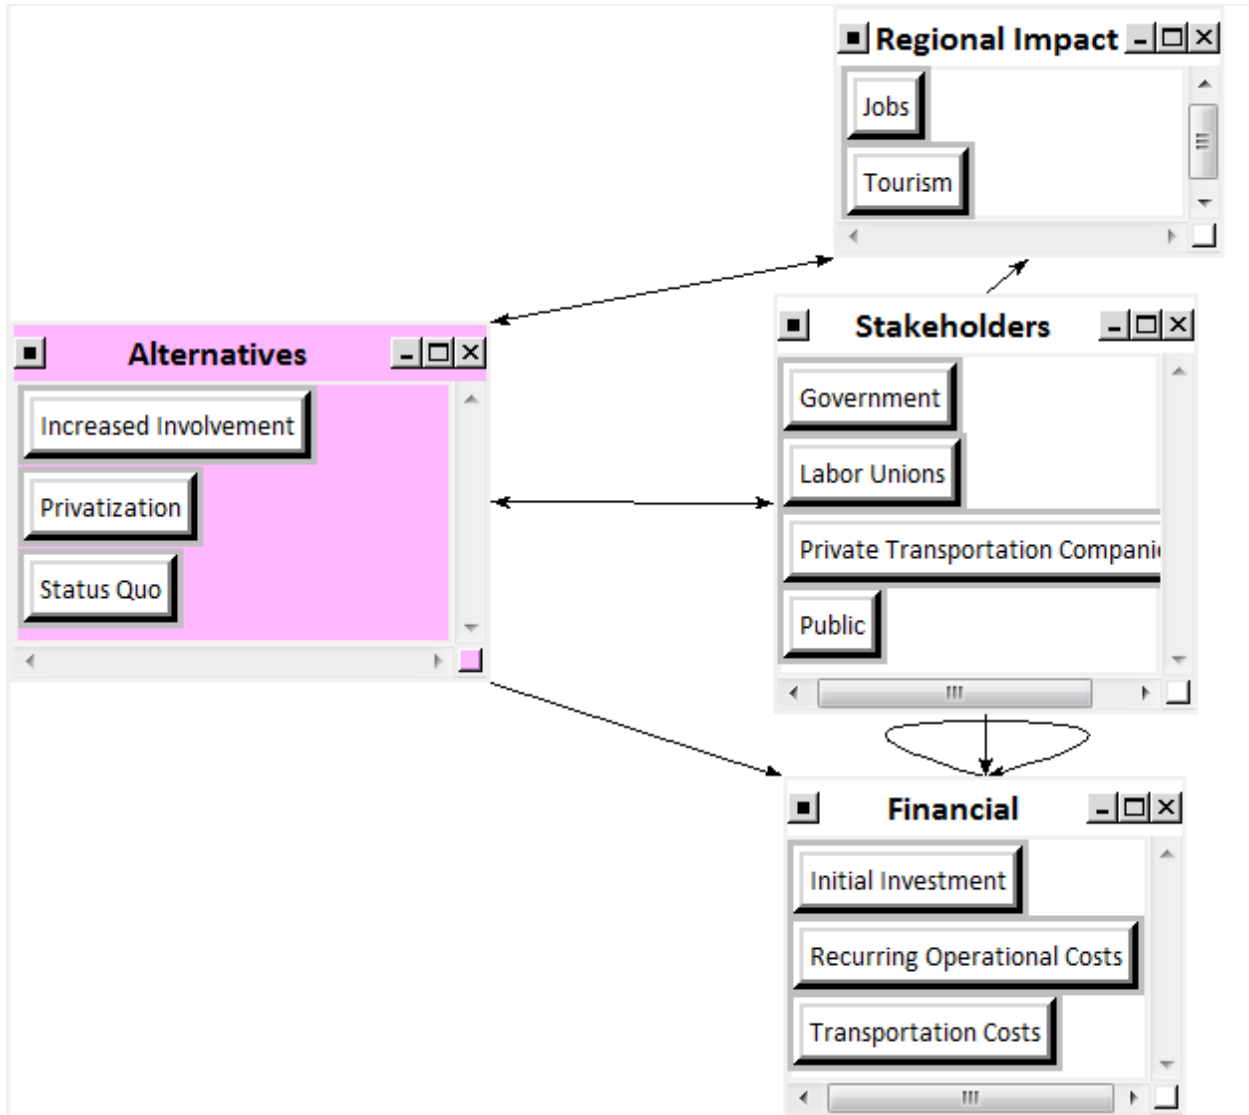 Regional Impact
Jobs
Tourism
Alternatives
Increased Involvement
Privatization
Status Quo
Stakeholders
Government
Labor Unions
Private Transportation Compani
Public
Financial
Initial Investment
Recurring Operational Costs
Transportation Costs